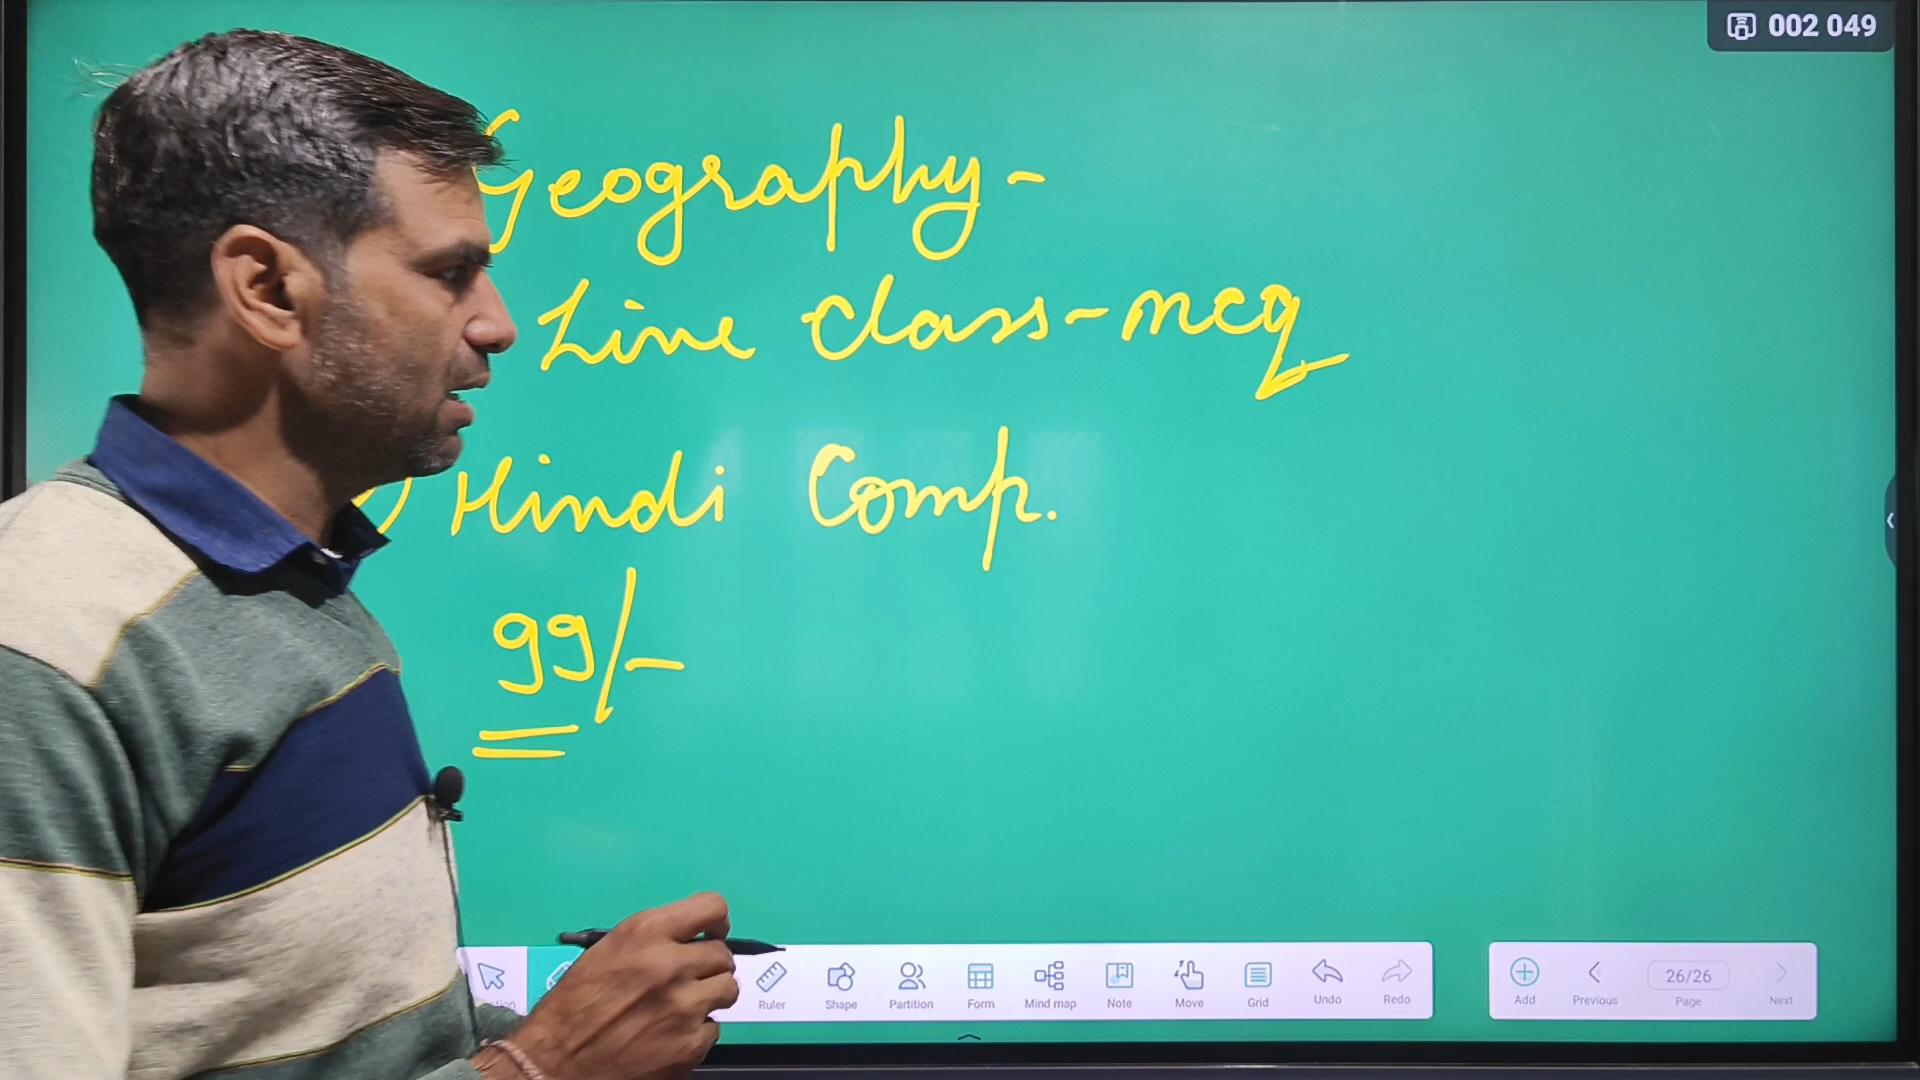 002 049
Geography -
Live class - mcq
) Hindi Comp.
99/-
Ruler Shape Partition Form Mind map Note Move Grid Undo Redo
Add Previous 26/26 Page Next